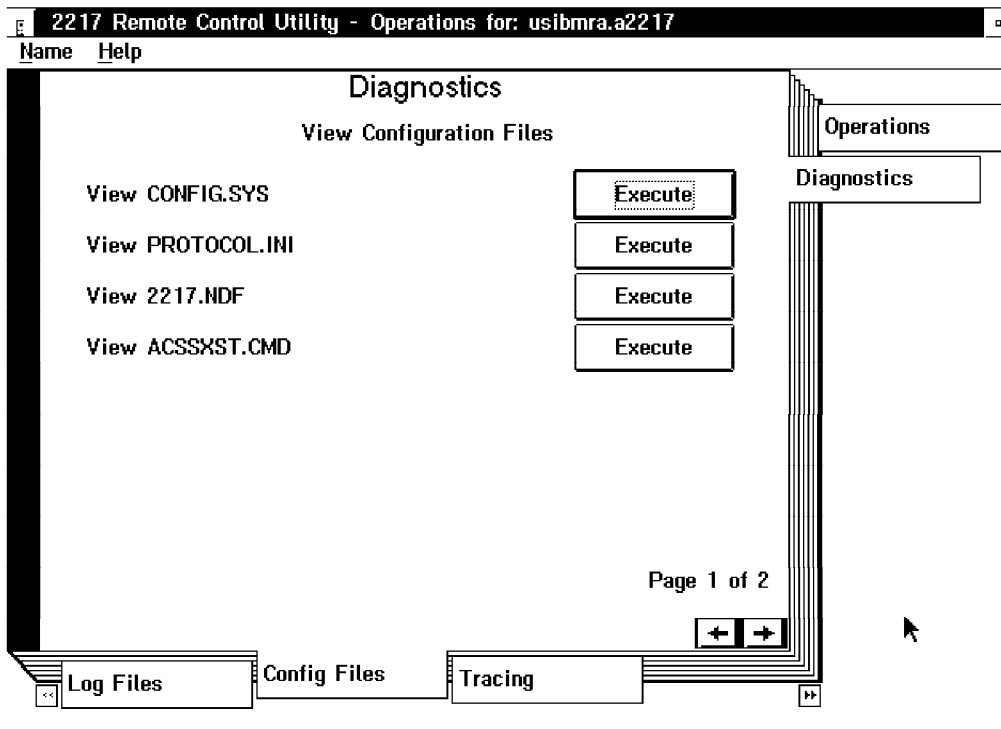 2217 Remote Control Utility - Operations for: usibmra.a2217
Name Help
Diagnostics
View Configuration Files
Operations
Diagnostics
View CONFIG.SYS Execute
View PROTOCOL.INI Execute
View 2217.NDF Execute
View ACSSXST.CMD Execute
Page 1 of 2
Log Files Config Files Tracing